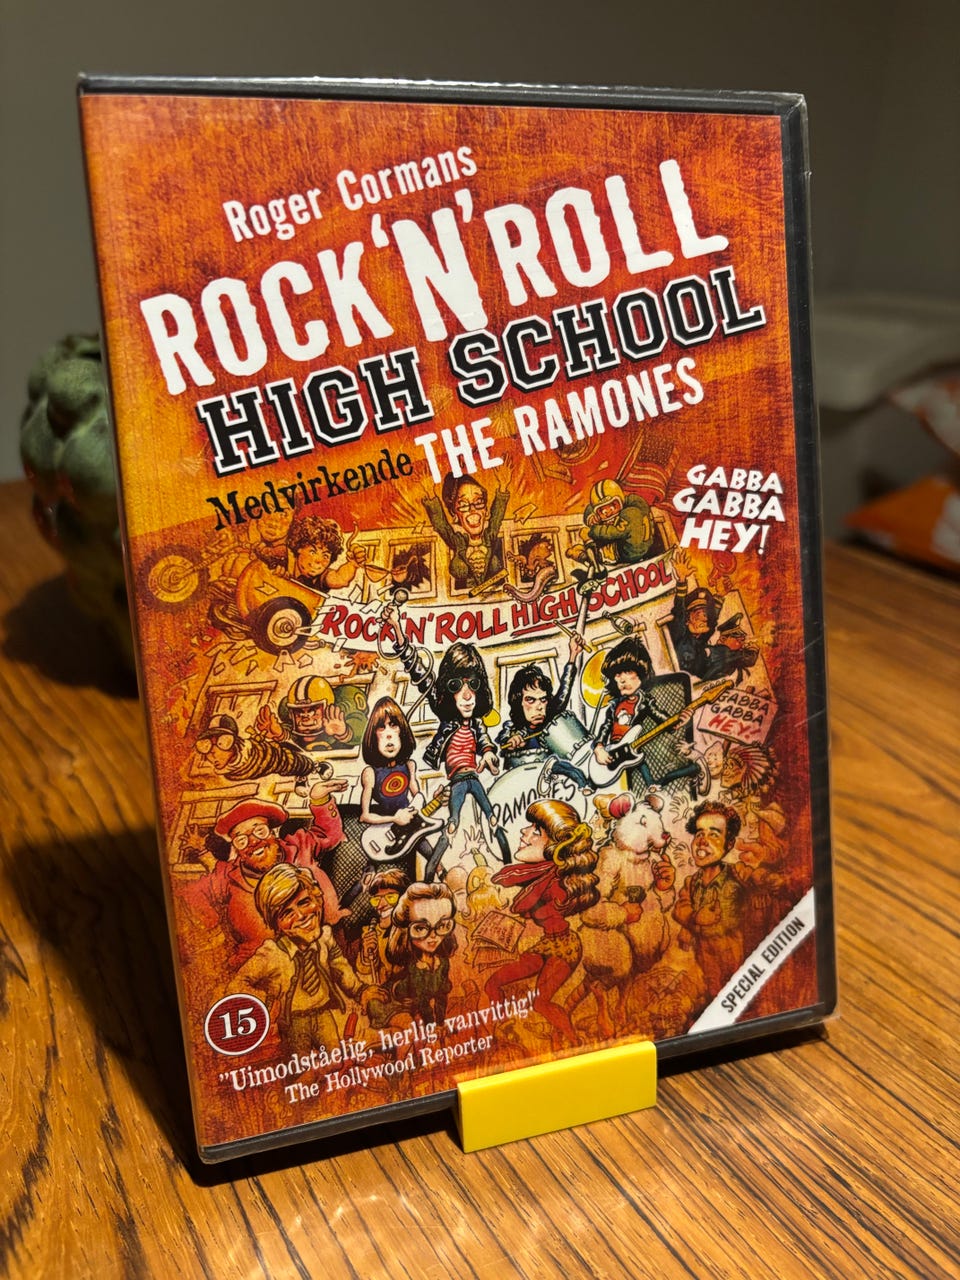 Roger Cormans
ROCK'N'ROLL
HIGH SCHOOL
Medvirkende THE RAMONES
GABBA
GABBA
HEY!
ROCK'N'ROLL HIGH SCHOOL
GABBA
GABBA
HEY!
RAMONES
SPECIAL EDITION
15
"Uimodståelig, herlig vanvittig!"
The Hollywood Reporter